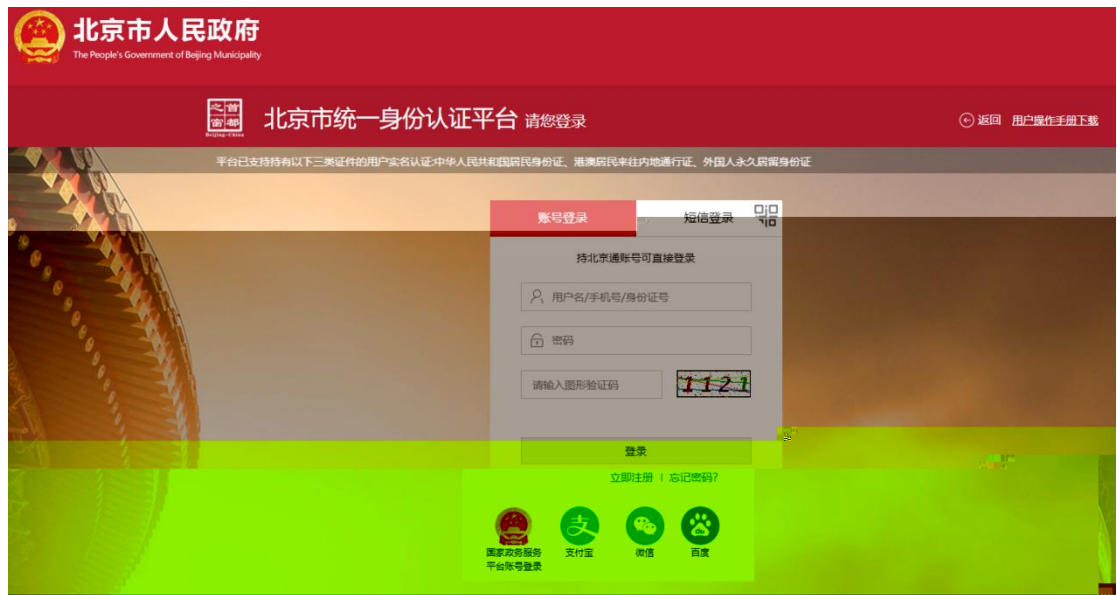 北京市人民政府
The People's Government of Beijing Municipality
之首窗都
Beijing-China
北京市统一身份认证平台 请您登录
返回 用户操作手册下载
平台已支持持有以下三类证件的用户实名认证:中华人民共和国居民身份证、港澳居民来往内地通行证、外国人永久居留身份证
账号登录 短信登录
持北京通账号可直接登录
用户名/手机号/身份证号
密码
请输入图形验证码 1121
登录
立即注册 | 忘记密码?
国家政务服务平台账号登录
支付宝
微信
百度